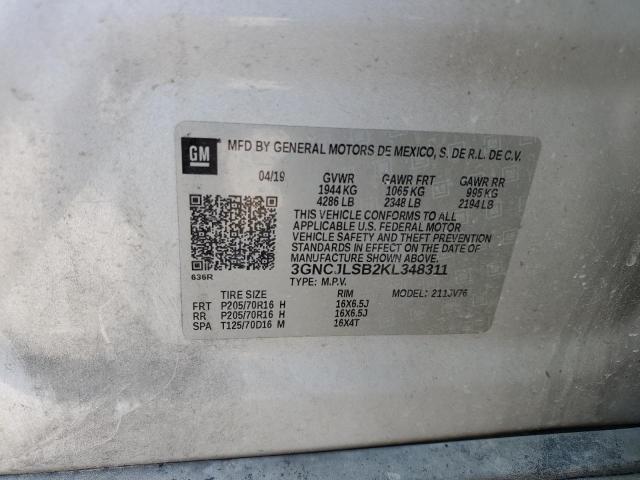 GM
MFD BY GENERAL MOTORS DE MEXICO, S. DE R.L. DE C.V.
04/19 GVWR GAWR FRT GAWR RR
1944 KG 1065 KG 995 KG
4286 LB 2348 LB 2194 LB
THIS VEHICLE CONFORMS TO ALL
APPLICABLE U.S. FEDERAL MOTOR
VEHICLE SAFETY AND THEFT
PREVENTION STANDARDS IN
EFFECT ON THE DATE OF
MANUFACTURE SHOWN ABOVE.
636R
3GNCJLSB2KL348311
TYPE: M.P.V.
TIRE SIZE RIM MODEL: 211JV76
FRT P205/70R16 H 16X6.5J
RR P205/70R16 H 16X6.5J
SPA T125/70D16 M 16X4T